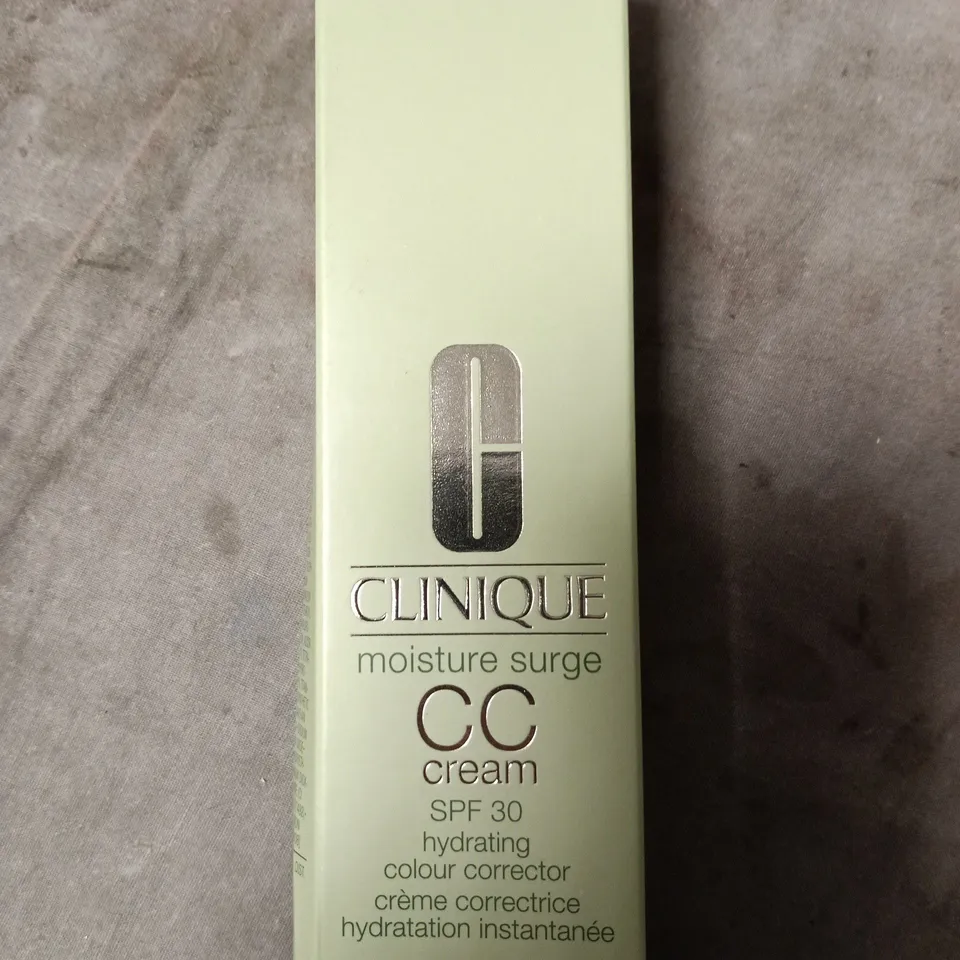 CLINIQUE
moisture surge
CC
cream
SPF 30
hydrating
colour corrector
crème correctrice
hydratation instantanée